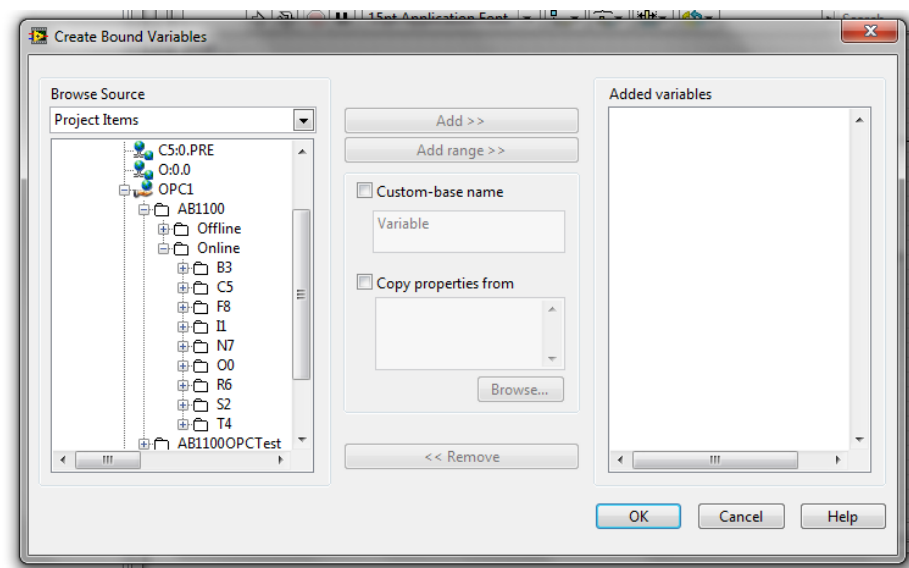 15pt Application Font
Search
Create Bound Variables
Browse Source
Project Items
C5:0.PRE
O:0.0
OPC1
AB1100
Offline
Online
B3
C5
F8
I1
N7
O0
R6
S2
T4
AB1100OPCTest
Add >>
Add range >>
Custom-base name
Variable
Copy properties from
Browse...
<< Remove
Added variables
OK Cancel Help